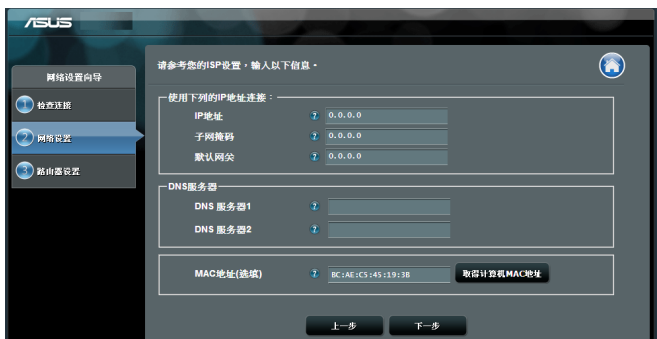 ASUS
网络设置向导
1 检查连接
2 网络设置
3 路由器设置
请参考您的ISP设置，输入以下信息。
使用下列的IP地址连接：
IP地址 ? 0.0.0.0
子网掩码 ? 0.0.0.0
默认网关 ? 0.0.0.0
DNS服务器
DNS 服务器1 ?
DNS 服务器2 ?
MAC地址(选填) ? BC:AE:C5:45:19:3B 取得计算机MAC地址
上一步 下一步